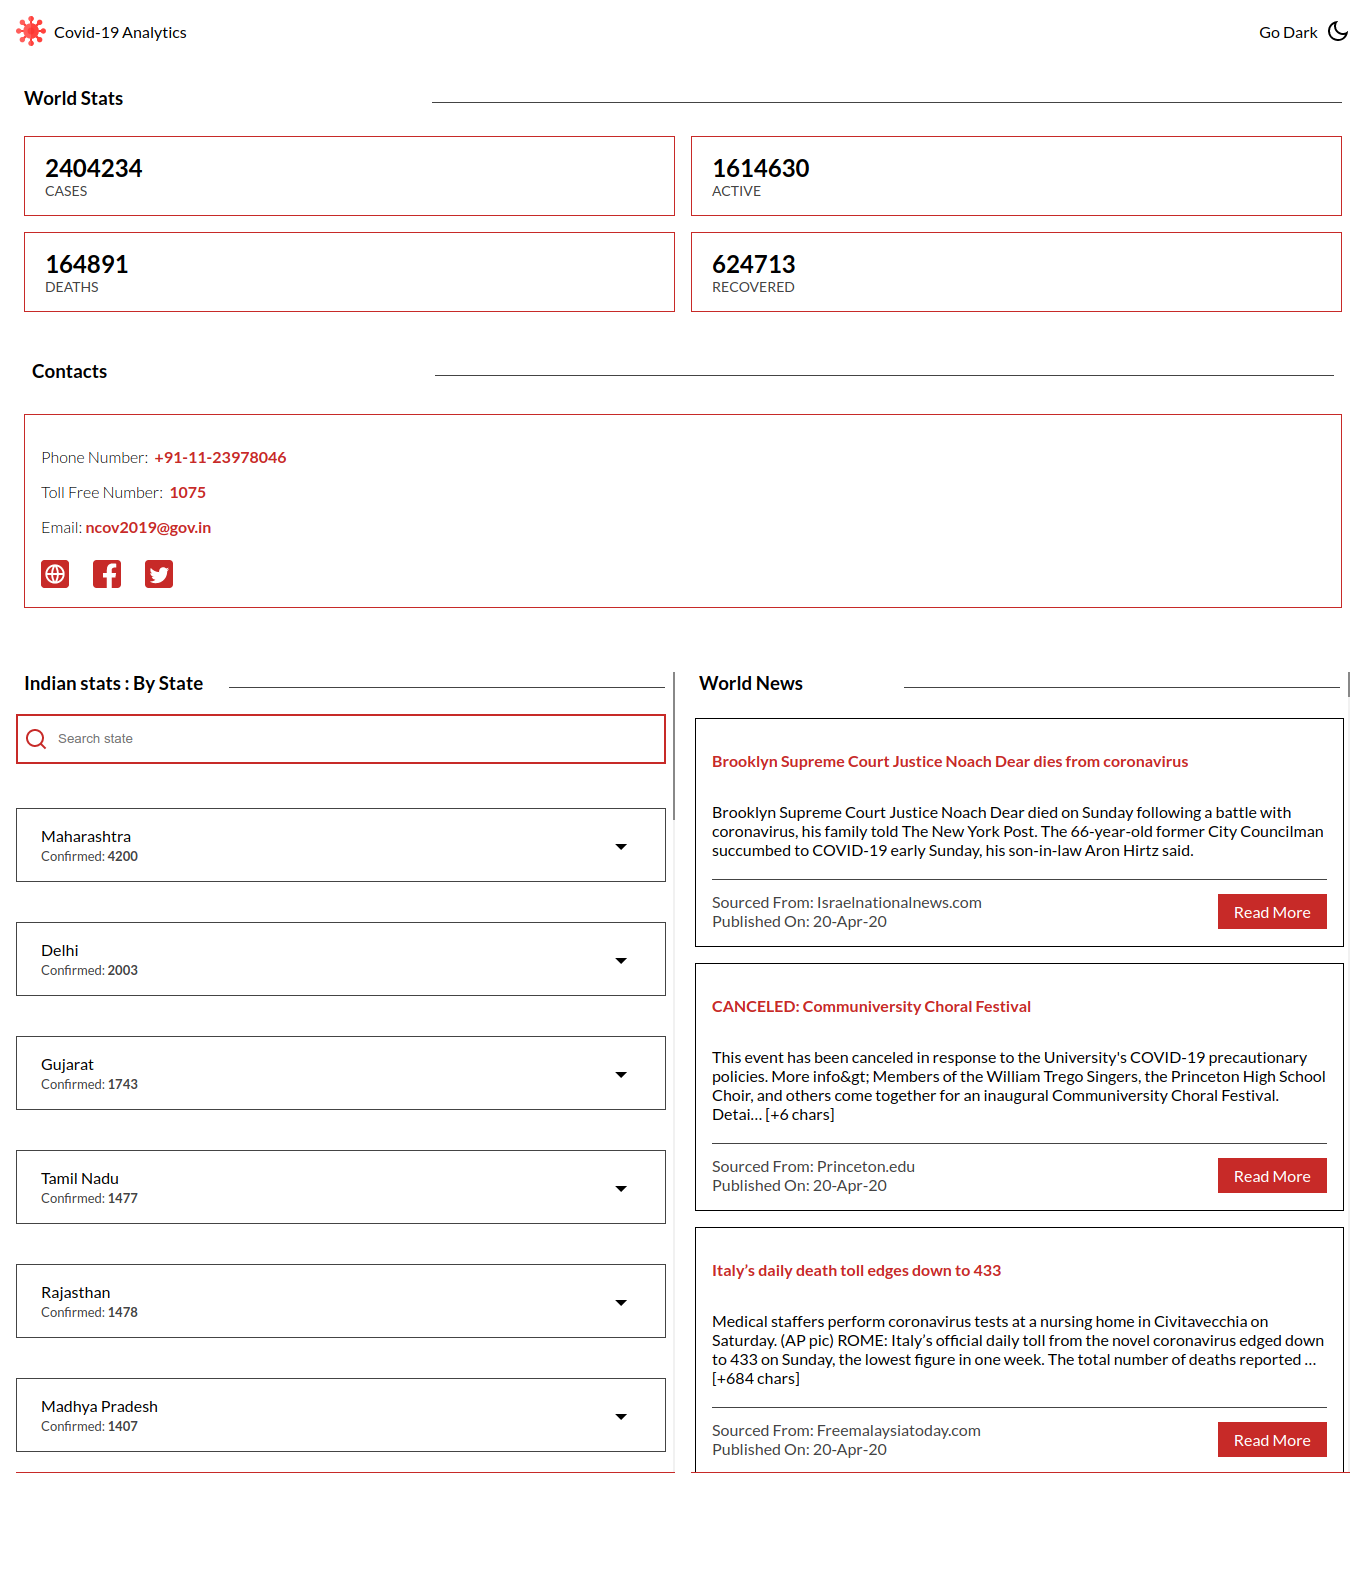 Covid-19 Analytics
Go Dark
World Stats
2404234
CASES
1614630
ACTIVE
164891
DEATHS
624713
RECOVERED
Contacts
Phone Number: +91-11-23978046
Toll Free Number: 1075
Email: ncov2019@gov.in
Indian stats : By State
Search state
Maharashtra
Confirmed: 4200
Delhi
Confirmed: 2003
Gujarat
Confirmed: 1743
Tamil Nadu
Confirmed: 1477
Rajasthan
Confirmed: 1478
Madhya Pradesh
Confirmed: 1407
World News
Brooklyn Supreme Court Justice Noach Dear dies from coronavirus
Brooklyn Supreme Court Justice Noach Dear died on Sunday following a battle with
coronavirus, his family told The New York Post. The 66-year-old former City Councilman
succumbed to COVID-19 early Sunday, his son-in-law Aron Hirtz said.
Sourced From: Israelnationalnews.com
Published On: 20-Apr-20
Read More
CANCELED: Communiversity Choral Festival
This event has been canceled in response to the University's COVID-19 precautionary
policies. More info&gt; Members of the William Trego Singers, the Princeton High School
Choir, and others come together for an inaugural Communiversity Choral Festival.
Detai… [+6 chars]
Sourced From: Princeton.edu
Published On: 20-Apr-20
Read More
Italy’s daily death toll edges down to 433
Medical staffers perform coronavirus tests at a nursing home in Civitavecchia on
Saturday. (AP pic) ROME: Italy’s official daily toll from the novel coronavirus edged down
to 433 on Sunday, the lowest figure in one week. The total number of deaths reported …
[+684 chars]
Sourced From: Freemalaysiatoday.com
Published On: 20-Apr-20
Read More